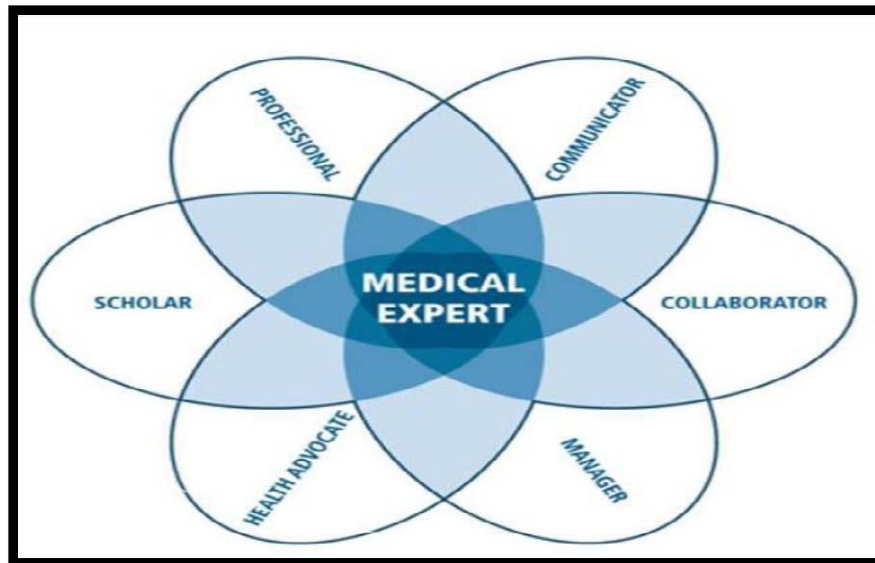 PROFESSIONAL
COMMUNICATOR
SCHOLAR
MEDICAL
EXPERT
COLLABORATOR
HEALTH ADVOCATE
MANAGER